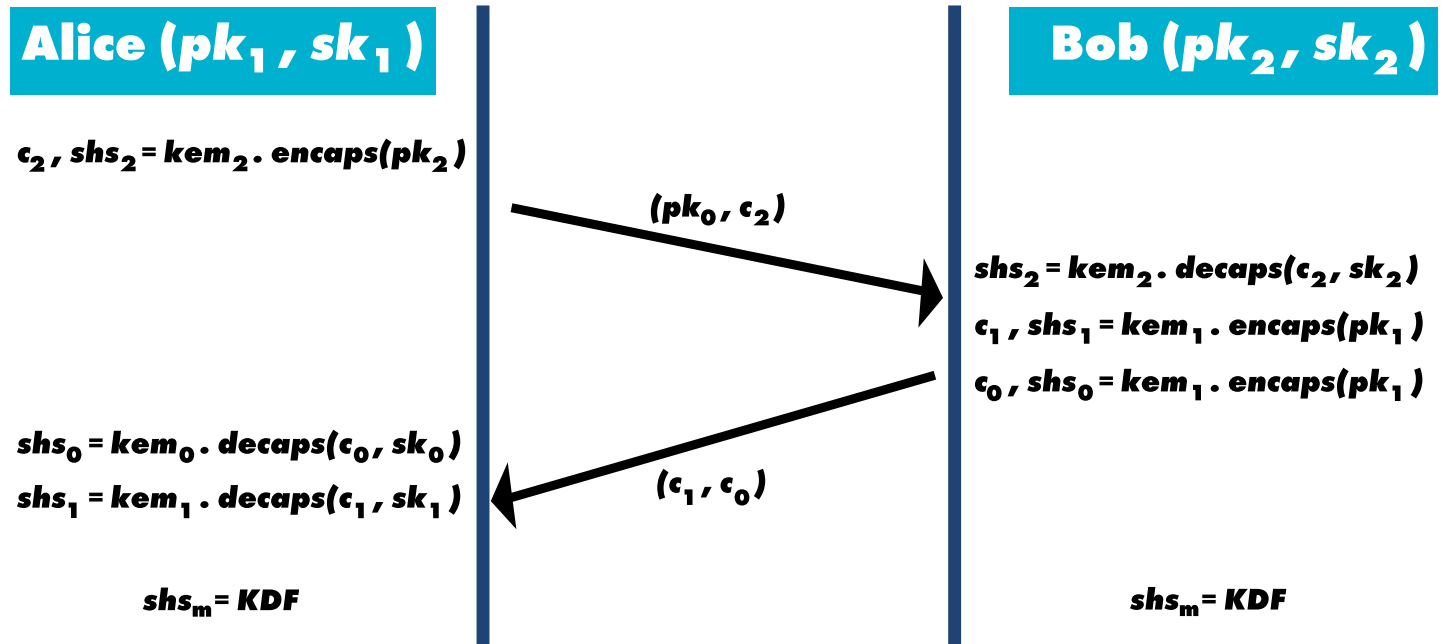 Alice (pk₁, sk₁)
Bob (pk₂, sk₂)
c₂, shs₂ = kem₂. encaps(pk₂)
(pk₀, c₂)
shs₂ = kem₂. decaps(c₂, sk₂)
c₁, shs₁ = kem₁. encaps(pk₁)
c₀, shs₀ = kem₁. encaps(pk₁)
(c₁, c₀)
shs₀ = kem₀. decaps(c₀, sk₀)
shs₁ = kem₁. decaps(c₁, sk₁)
shsₘ = KDF
shsₘ = KDF